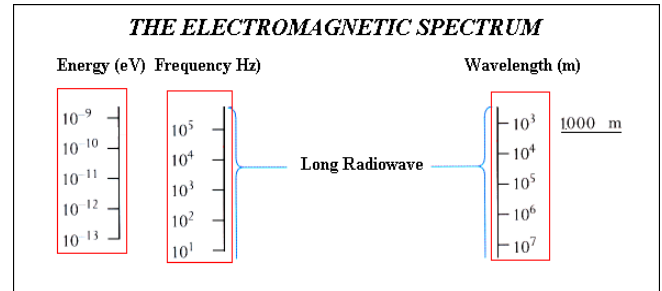 THE ELECTROMAGNETIC SPECTRUM
Energy (eV) Frequency Hz) Wavelength (m)
10⁻⁹ 10⁵ 10³ 1000 m
10⁻¹⁰ 10⁴ Long Radiowave 10⁴
10⁻¹¹ 10³ 10⁵
10⁻¹² 10² 10⁶
10⁻¹³ 10¹ 10⁷